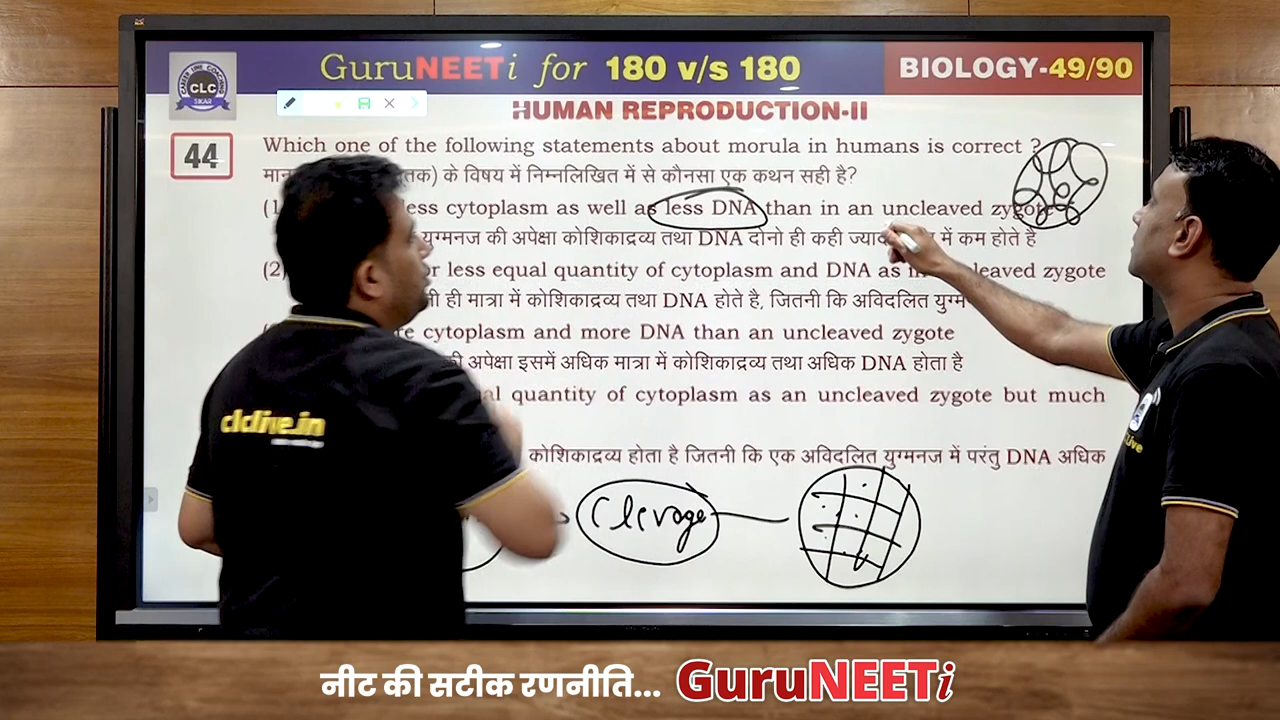 GuruNEETi for 180 v/s 180
BIOLOGY-49/90
CAREER LINE COACHING
CLC
SIKAR
HUMAN REPRODUCTION-II
44
Which one of the following statements about morula in humans is correct ?
के विषय में निम्नलिखित में से कौनसा एक कथन सही है?
less cytoplasm as well as less DNA than in an uncleaved zygote
युग्मनज की अपेक्षा कोशिकाद्रव्य तथा DNA दोनो ही कही में कम होते है
(2) or less equal quantity of cytoplasm and DNA as in zygote
ही मात्रा में कोशिकाद्रव्य तथा DNA होते है, जितनी कि अविदलित
cytoplasm and more DNA than an uncleaved zygote
की अपेक्षा इसमें अधिक मात्रा में कोशिकाद्रव्य तथा अधिक DNA होता है
quantity of cytoplasm as an uncleaved zygote but much
कोशिकाद्रव्य होता है जितनी कि एक अविदलित युग्मनज में परंतु DNA अधिक
Clevage
clclive.in
नीट की सटीक रणनीति... GuruNEETi